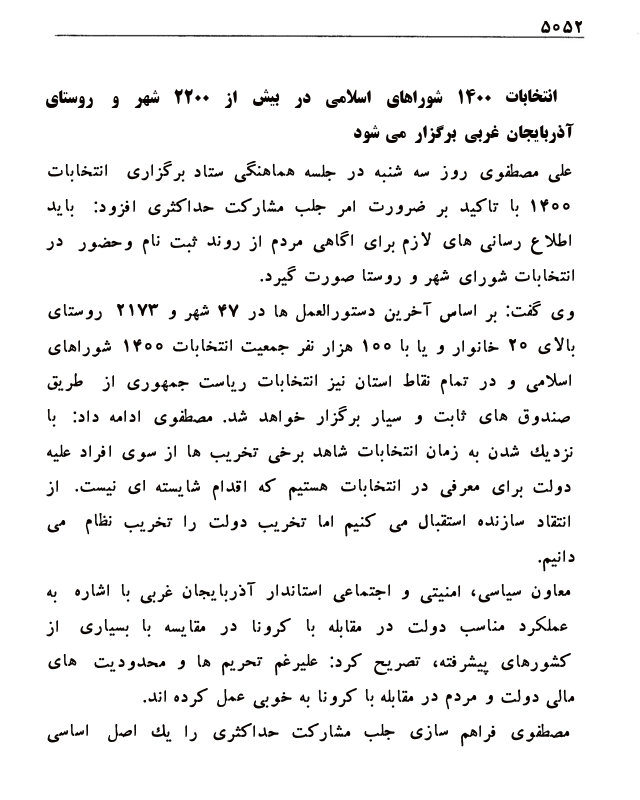 ۵۰۵۲
انتخابات ۱۴۰۰ شوراهای اسلامی در بیش از ۲۲۰۰ شهر و روستای
آذربایجان غربی برگزار می شود
علی مصطفوی روز سه شنبه در جلسه هماهنگی ستاد برگزاری انتخابات
۱۴۰۰ با تاکید بر ضرورت امر جلب مشارکت حداکثری افزود: باید
اطلاع رسانی های لازم برای اگاهی مردم از روند ثبت نام وحضور در
انتخابات شورای شهر و روستا صورت گیرد.
وی گفت: بر اساس آخرین دستورالعمل ها در ۴۷ شهر و ۲۱۷۳ روستای
بالای ۲۰ خانوار و یا با ۱۰۰ هزار نفر جمعیت انتخابات ۱۴۰۰ شوراهای
اسلامی و در تمام نقاط استان نیز انتخابات ریاست جمهوری از طریق
صندوق های ثابت و سیار برگزار خواهد شد. مصطفوی ادامه داد: با
نزدیک شدن به زمان انتخابات شاهد برخی تخریب ها از سوی افراد علیه
دولت برای معرفی در انتخابات هستیم که اقدام شایسته ای نیست. از
انتقاد سازنده استقبال می کنیم اما تخریب دولت را تخریب نظام می
دانیم.
معاون سیاسی، امنیتی و اجتماعی استاندار آذربایجان غربی با اشاره به
عملکرد مناسب دولت در مقابله با کرونا در مقایسه با بسیاری از
کشورهای پیشرفته، تصریح کرد: علیرغم تحریم ها و محدودیت های
مالی دولت و مردم در مقابله با کرونا به خوبی عمل کرده اند.
مصطفوی فراهم سازی جلب مشارکت حداکثری را یک اصل اساسی